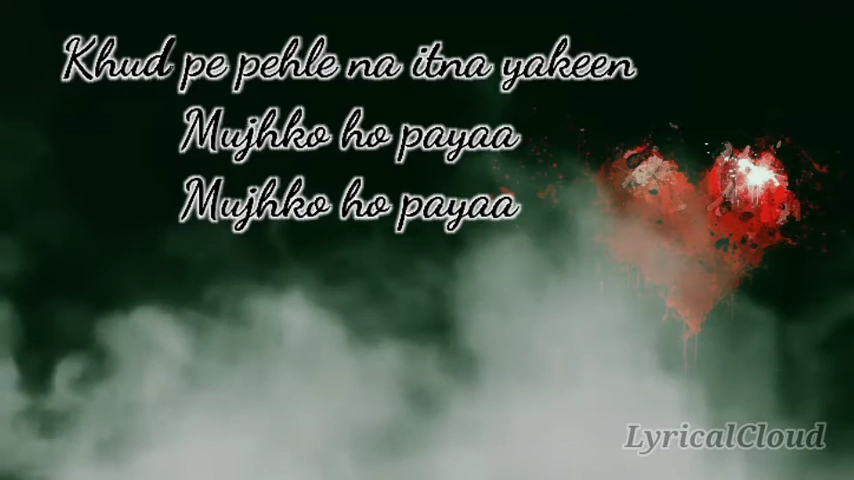 Khud pe pehle na itna yakeen
Mujhko ho payaa
Mujhko ho payaa
LyricalCloud